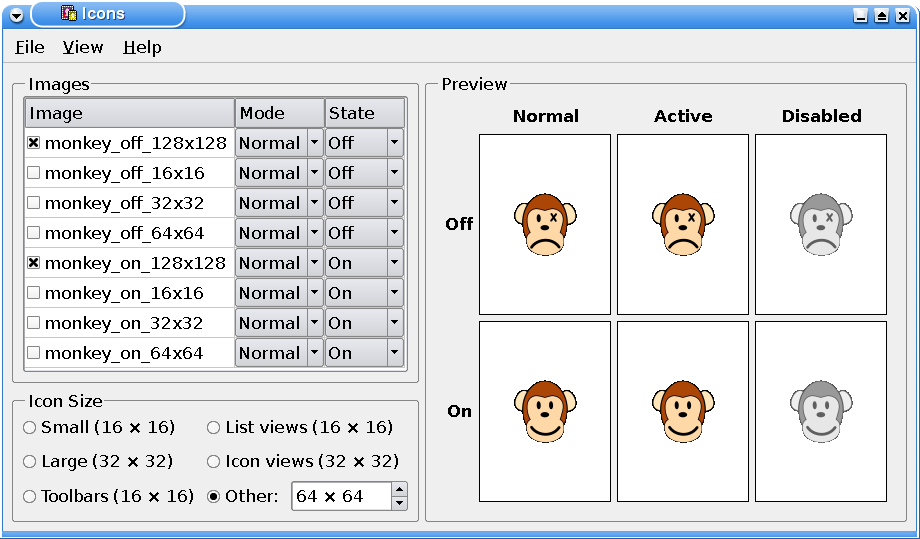 Icons
File View Help
Images
Image Mode State
monkey_off_128x128 Normal Off
monkey_off_16x16 Normal Off
monkey_off_32x32 Normal Off
monkey_off_64x64 Normal Off
monkey_on_128x128 Normal On
monkey_on_16x16 Normal On
monkey_on_32x32 Normal On
monkey_on_64x64 Normal On
Icon Size
Small (16 × 16) List views (16 × 16)
Large (32 × 32) Icon views (32 × 32)
Toolbars (16 × 16) Other: 64 × 64
Preview
Normal Active Disabled
Off
On